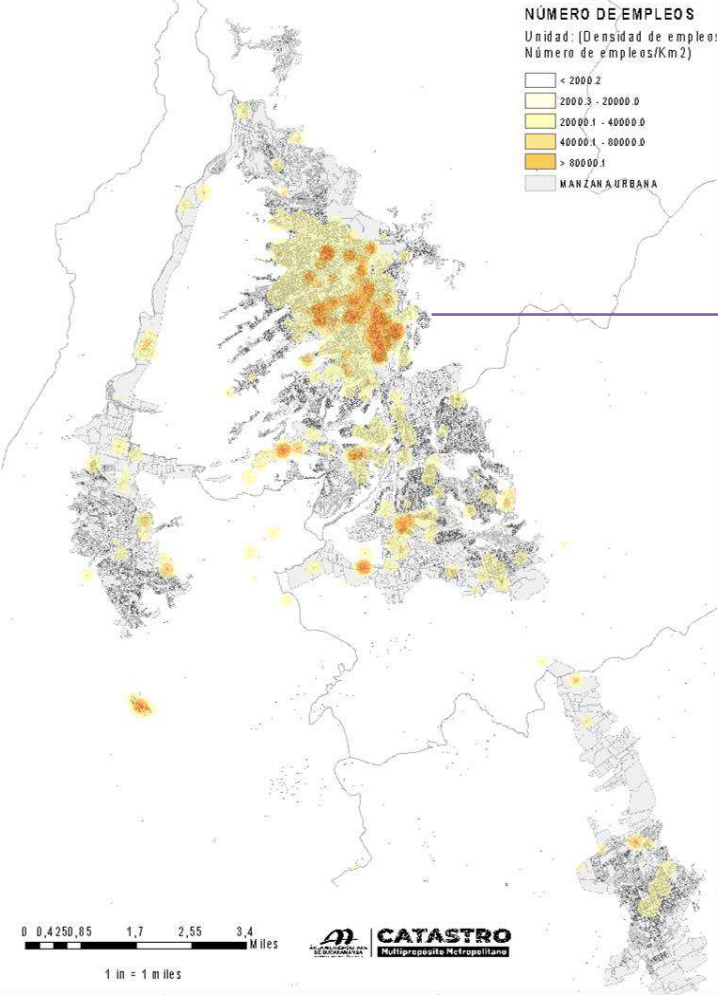 NÚMERO DE EMPLEOS
Unidad: (Densidad de empleos
Número de empleos/Km2)
< 2000.2
2000.3 - 20000.0
20000.1 - 40000.0
40000.1 - 80000.0
> 80000.1
MANZANA URBANA
0 0,4250,85 1,7 2,55 3,4
Miles
1 in = 1 miles
CATASTRO
Multipropósito Metropolitano